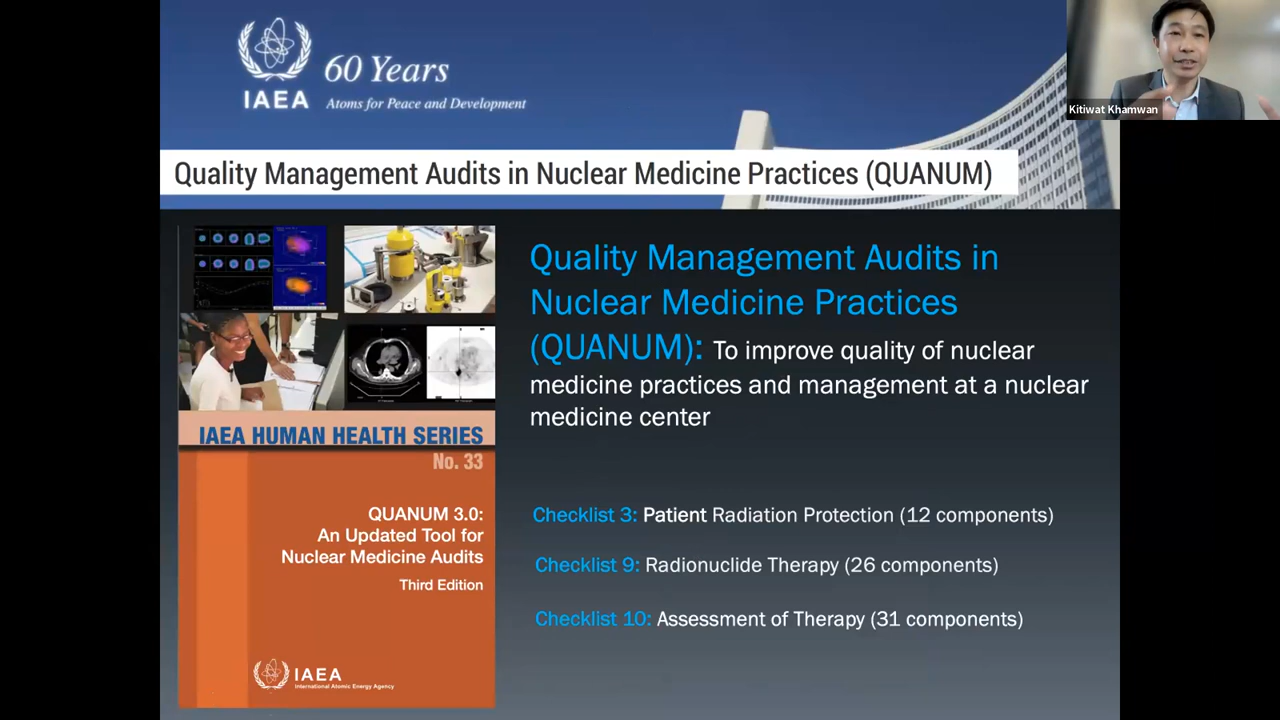 60 Years
IAEA
Atoms for Peace and Development
Kitiwat Khamwan
Quality Management Audits in Nuclear Medicine Practices (QUANUM)
Quality Management Audits in
Nuclear Medicine Practices
(QUANUM): To improve quality of nuclear
medicine practices and management at a nuclear
medicine center
IAEA HUMAN HEALTH SERIES
No. 33
QUANUM 3.0:
An Updated Tool for
Nuclear Medicine Audits
Third Edition
IAEA
International Atomic Energy Agency
Checklist 3: Patient Radiation Protection (12 components)
Checklist 9: Radionuclide Therapy (26 components)
Checklist 10: Assessment of Therapy (31 components)